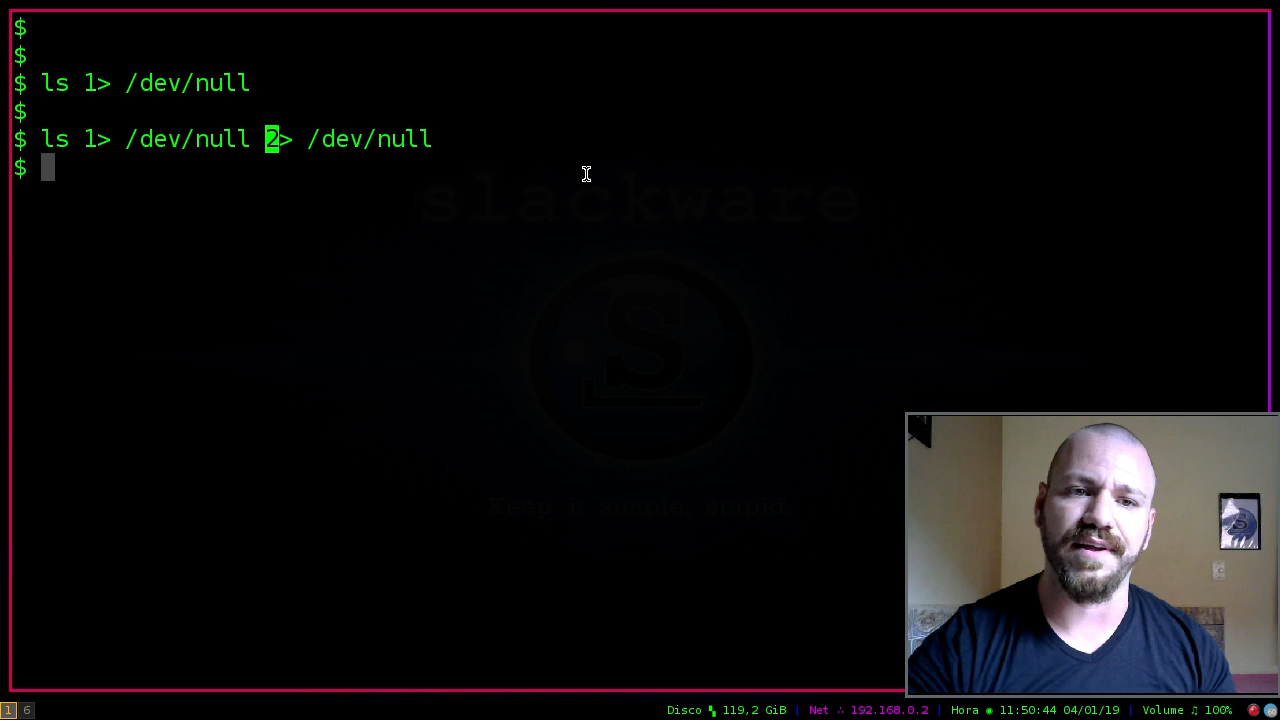 $
$
$ ls 1> /dev/null
$
$ ls 1> /dev/null 2> /dev/null
$
slackware
S
Keep it simple, stupid.
1 6 Disco ▚ 119,2 GiB | Net ∴ 192.168.0.2 | Hora ◉ 11:50:44 04/01/19 | Volume ♫ 100%